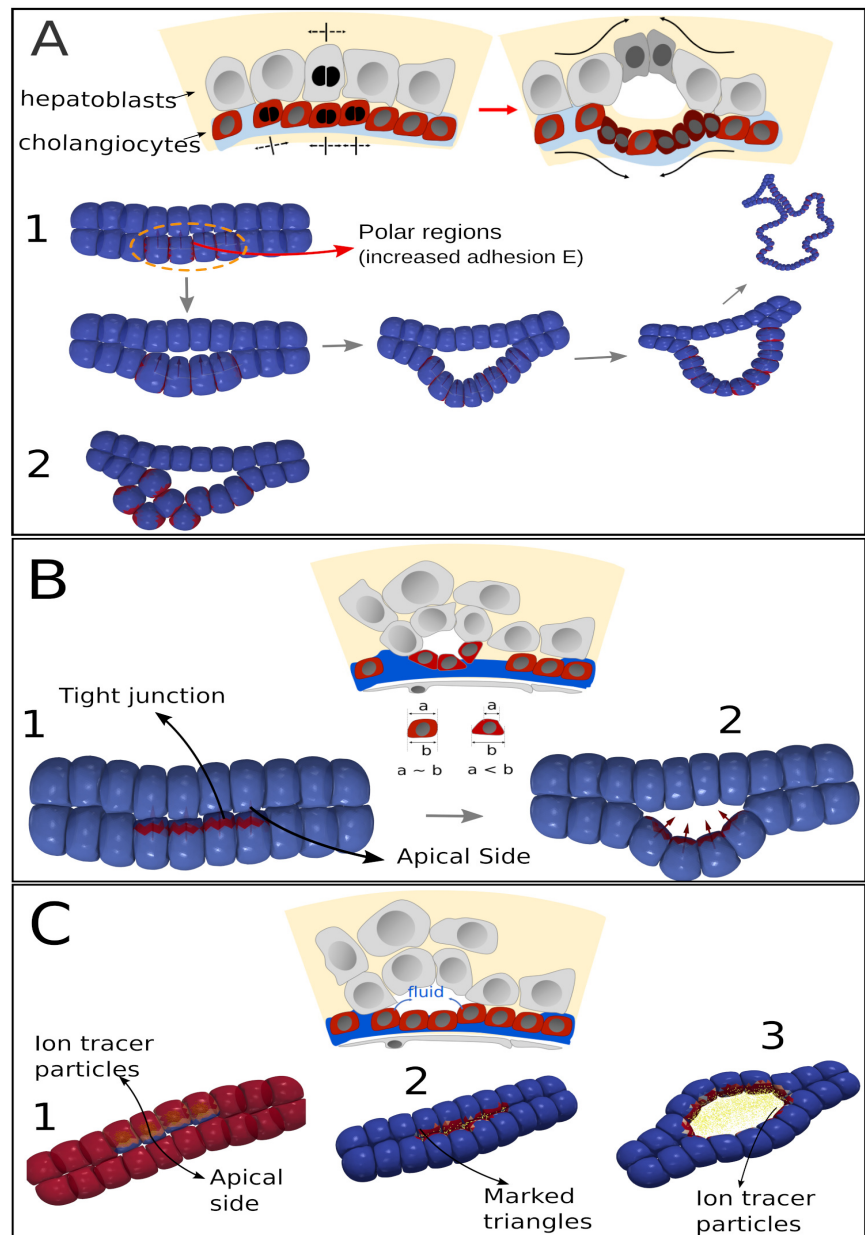 A
hepatoblasts
cholangiocytes
1
Polar regions
(increased adhesion E)
2
B
Tight junction
1
a
a
b
b
a ~ b
a < b
2
Apical Side
C
fluid
Ion tracer
particles
1
2
3
Apical
side
Marked
triangles
Ion tracer
particles